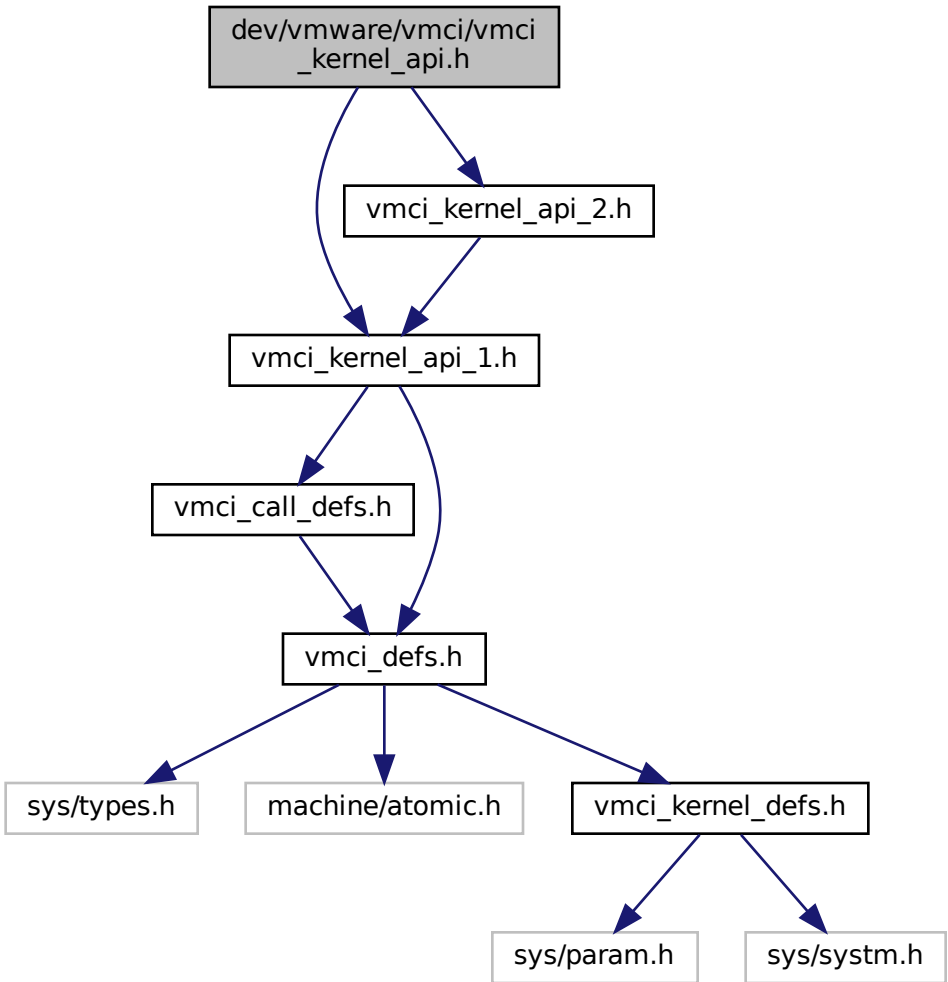 dev/vmware/vmci/vmci
_kernel_api.h
vmci_kernel_api_2.h
vmci_kernel_api_1.h
vmci_call_defs.h
vmci_defs.h
sys/types.h
machine/atomic.h
vmci_kernel_defs.h
sys/param.h
sys/systm.h